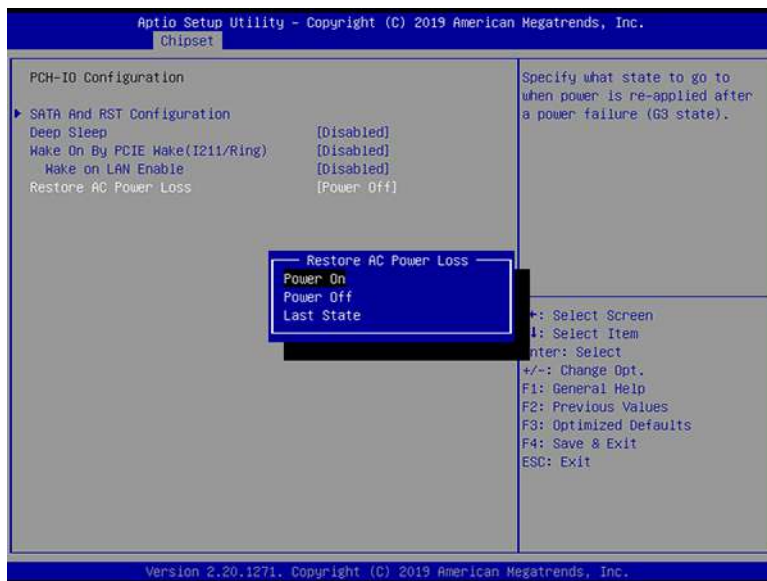 Aptio Setup Utility – Copyright (C) 2019 American Megatrends, Inc.
Chipset
PCH-IO Configuration
SATA And RST Configuration
Deep Sleep [Disabled]
Wake On By PCIE Wake(I211/Ring) [Disabled]
Wake on LAN Enable [Disabled]
Restore AC Power Loss [Power Off]
Restore AC Power Loss
Power On
Power Off
Last State
Specify what state to go to
when power is re-applied after
a power failure (G3 state).
: Select Screen
: Select Item
nter: Select
+/-: Change Opt.
F1: General Help
F2: Previous Values
F3: Optimized Defaults
F4: Save & Exit
ESC: Exit
Version 2.20.1271. Copyright (C) 2019 American Megatrends, Inc.